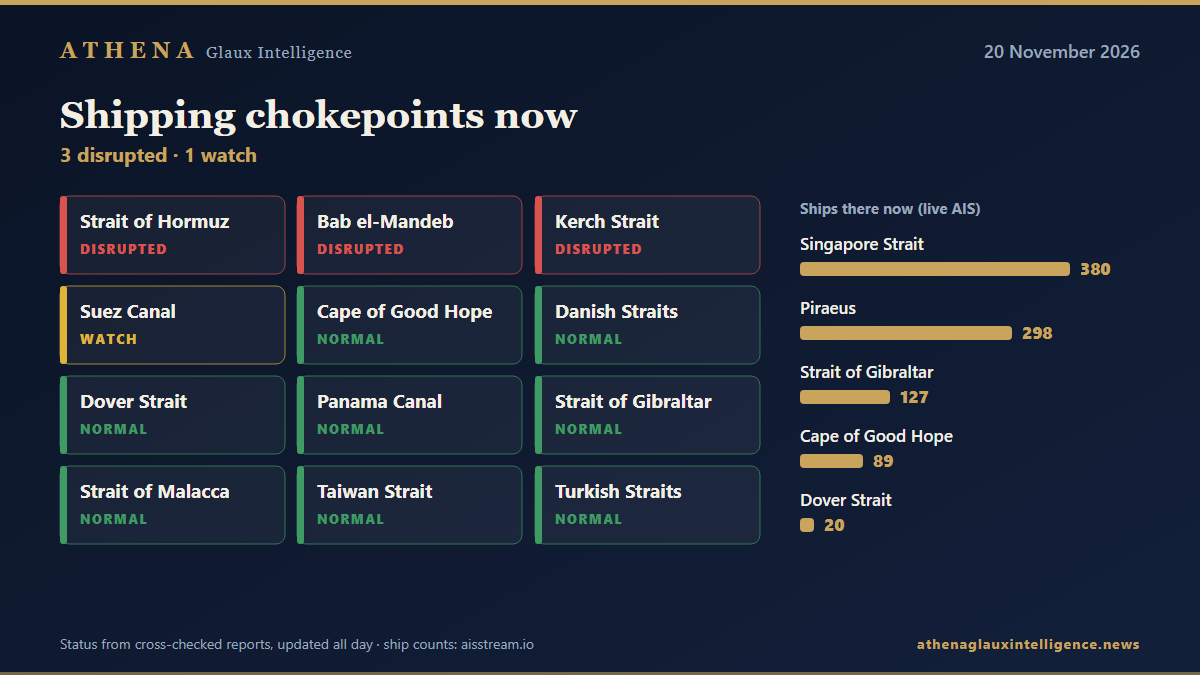 ATHENA Glaux Intelligence
20 November 2026
Shipping chokepoints now
3 disrupted · 1 watch
Strait of Hormuz
DISRUPTED
Bab el-Mandeb
DISRUPTED
Kerch Strait
DISRUPTED
Suez Canal
WATCH
Cape of Good Hope
NORMAL
Danish Straits
NORMAL
Dover Strait
NORMAL
Panama Canal
NORMAL
Strait of Gibraltar
NORMAL
Strait of Malacca
NORMAL
Taiwan Strait
NORMAL
Turkish Straits
NORMAL
Ships there now (live AIS)
Singapore Strait
380
Piraeus
298
Strait of Gibraltar
127
Cape of Good Hope
89
Dover Strait
20
Status from cross-checked reports, updated all day · ship counts: aisstream.io
athenaglauxintelligence.news